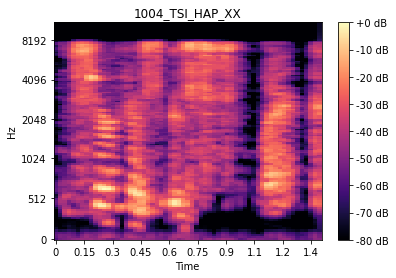 1004_TSI_HAP_XX
8192
4096
2048
1024
512
0
Hz
0 0.15 0.3 0.45 0.6 0.75 0.9 1.1 1.2 1.4
Time
+0 dB
-10 dB
-20 dB
-30 dB
-40 dB
-50 dB
-60 dB
-70 dB
-80 dB